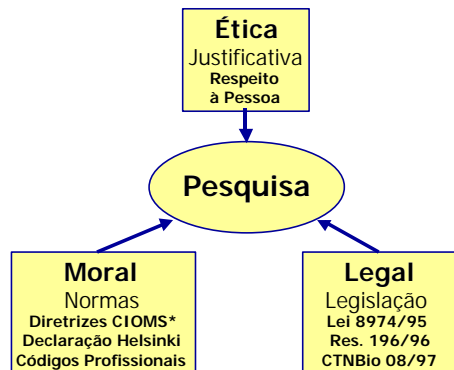 Ética
Justificativa
Respeito
à Pessoa
Pesquisa
Moral
Normas
Diretrizes CIOMS*
Declaração Helsinki
Códigos Profissionais
Legal
Legislação
Lei 8974/95
Res. 196/96
CTNBio 08/97